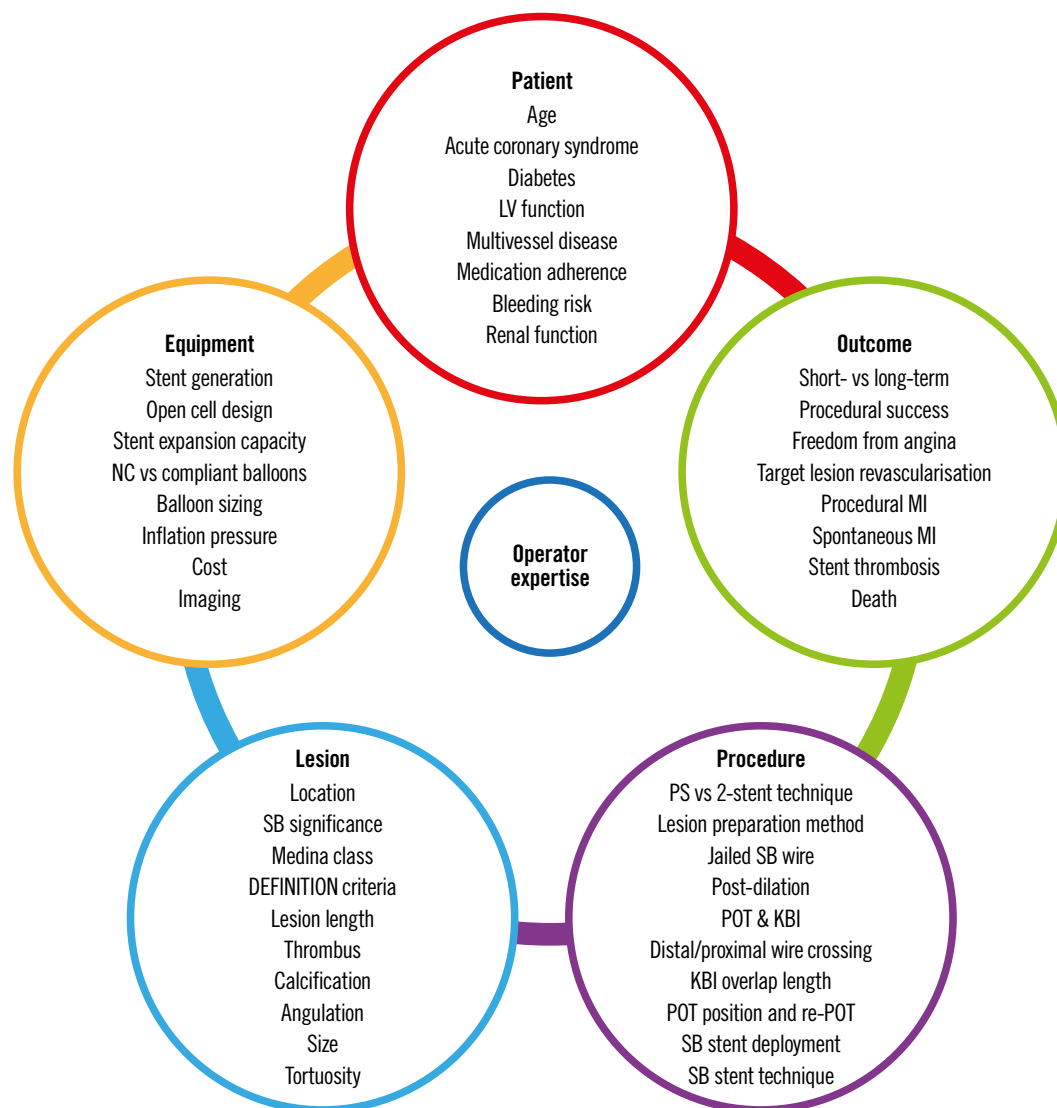 Patient
Age
Acute coronary syndrome
Diabetes
LV function
Multivessel disease
Medication adherence
Bleeding risk
Renal function
Equipment
Stent generation
Open cell design
Stent expansion capacity
NC vs compliant balloons
Balloon sizing
Inflation pressure
Cost
Imaging
Outcome
Short- vs long-term
Procedural success
Freedom from angina
Target lesion revascularisation
Procedural MI
Spontaneous MI
Stent thrombosis
Death
Operator
expertise
Lesion
Location
SB significance
Medina class
DEFINITION criteria
Lesion length
Thrombus
Calcification
Angulation
Size
Tortuosity
Procedure
PS vs 2-stent technique
Lesion preparation method
Jailed SB wire
Post-dilation
POT & KBI
Distal/proximal wire crossing
KBI overlap length
POT position and re-POT
SB stent deployment
SB stent technique